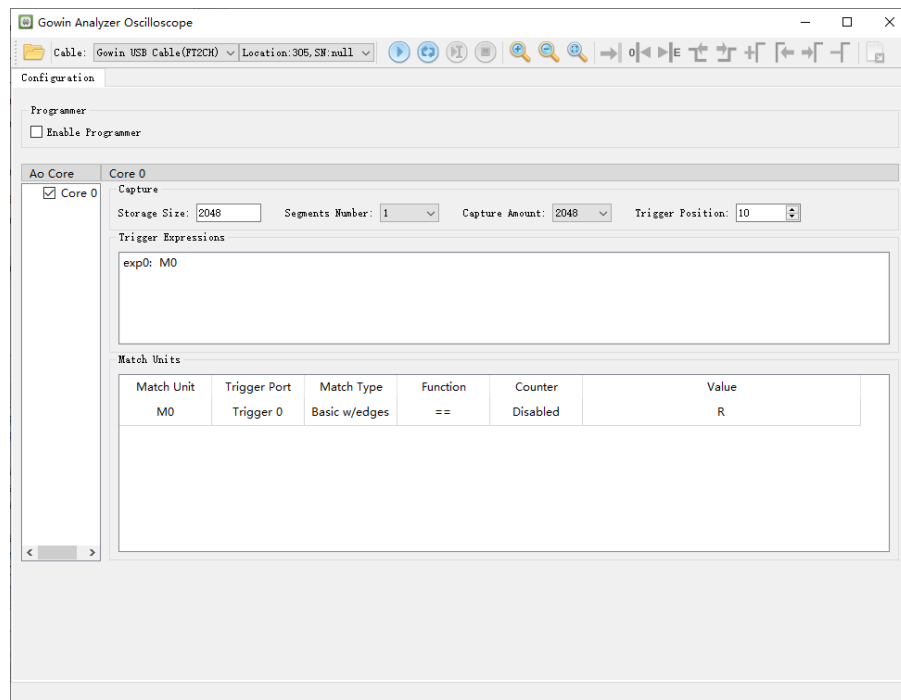 Gowin Analyzer Oscilloscope
Cable: Gowin USB Cable(FT2CH) Location:305,SN:null
Configuration
Programmer
Enable Programmer
Ao Core Core 0
Core 0
Capture
Storage Size: 2048 Segments Number: 1 Capture Amount: 2048 Trigger Position: 10
Trigger Expressions
exp0: M0
Match Units
Match Unit Trigger Port Match Type Function Counter Value
M0 Trigger 0 Basic w/edges == Disabled R